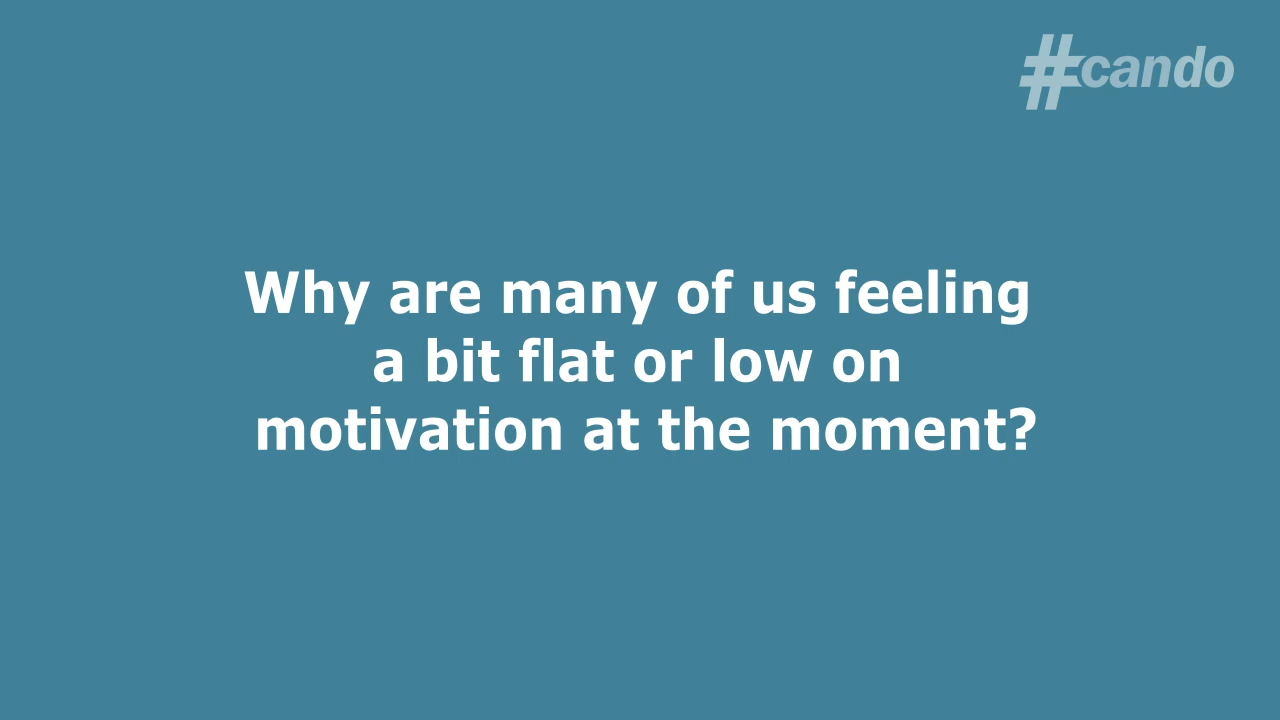 #cando
Why are many of us feeling
a bit flat or low on
motivation at the moment?